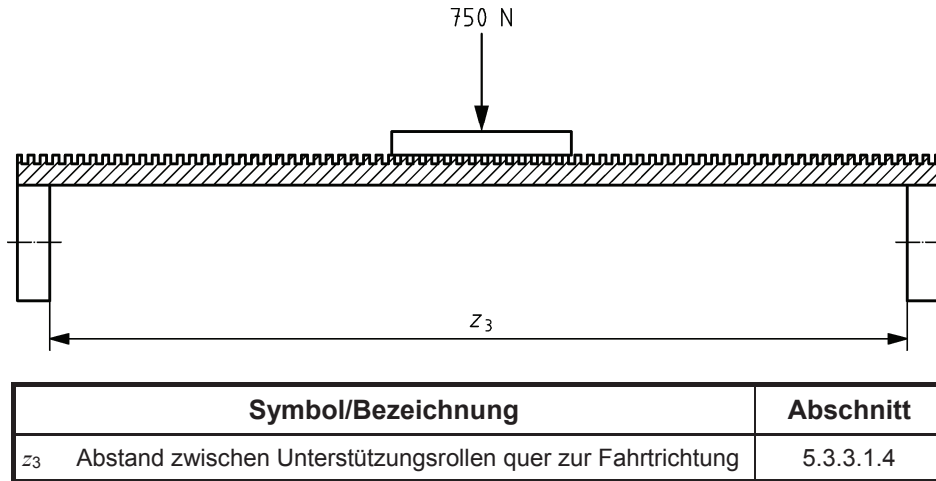 750 N
z3
Symbol/Bezeichnung Abschnitt
z3 Abstand zwischen Unterstützungsrollen quer zur Fahrtrichtung 5.3.3.1.4